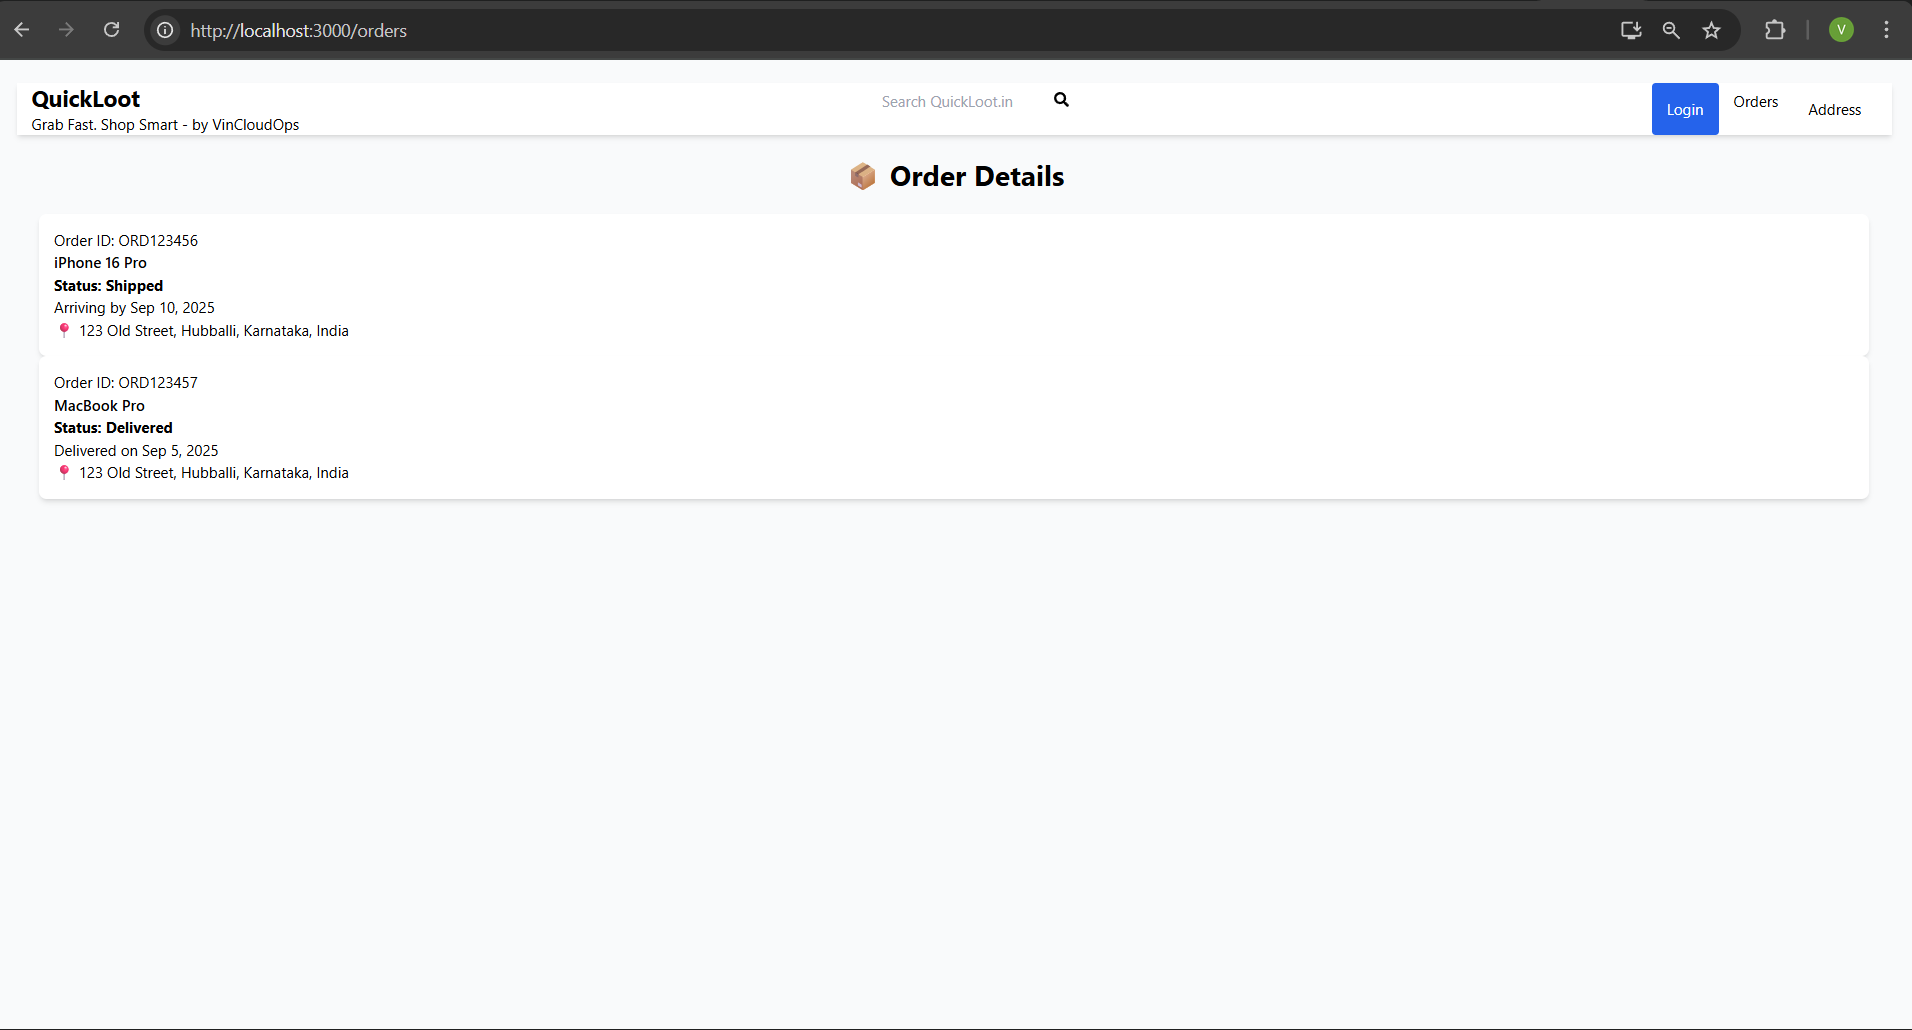 http://localhost:3000/orders
V
QuickLoot
Grab Fast. Shop Smart - by VinCloudOps
Search QuickLoot.in
Login
Orders
Address
Order Details
Order ID: ORD123456
iPhone 16 Pro
Status: Shipped
Arriving by Sep 10, 2025
123 Old Street, Hubballi, Karnataka, India
Order ID: ORD123457
MacBook Pro
Status: Delivered
Delivered on Sep 5, 2025
123 Old Street, Hubballi, Karnataka, India